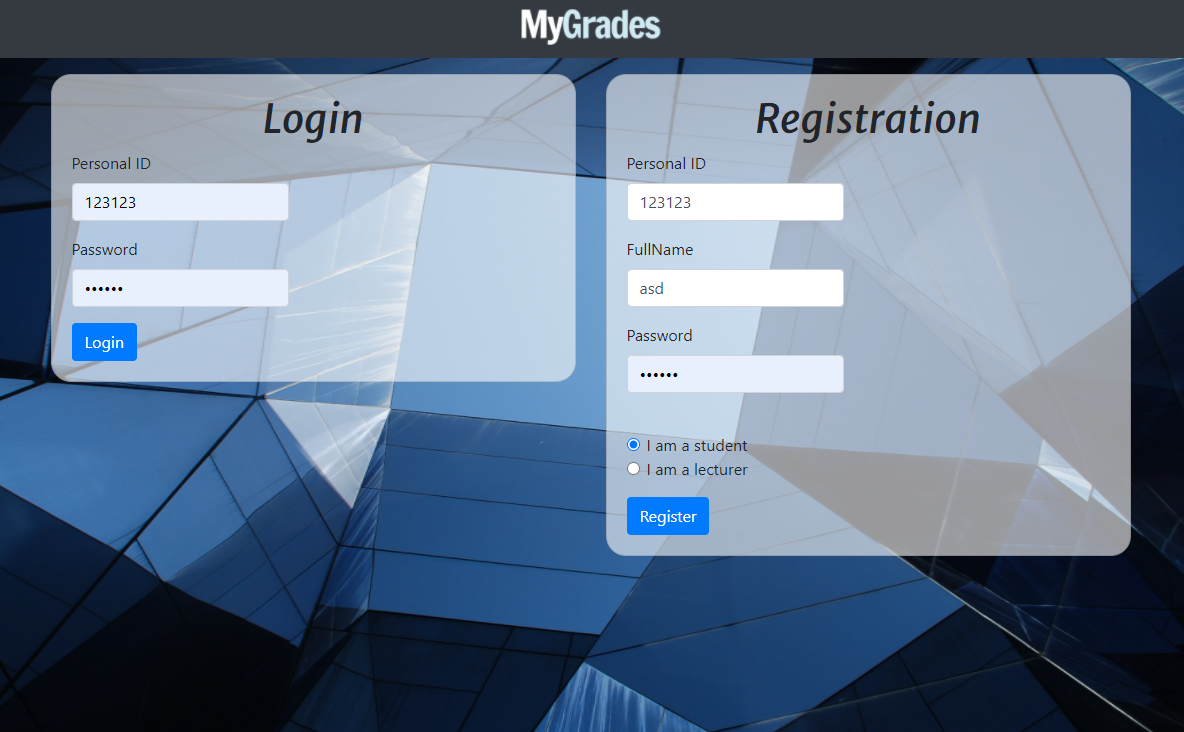 MyGrades
Login
Personal ID
123123
Password
••••••
Login
Registration
Personal ID
123123
FullName
asd
Password
••••••
I am a student
I am a lecturer
Register